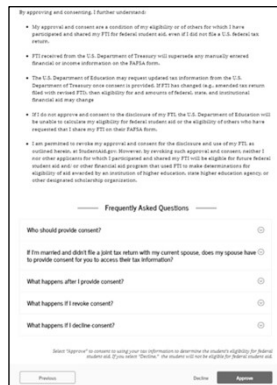 By approving and consenting, I further understand:
• My approval and consent are a condition of my eligibility or of others for which I have
participated and shared my FTI for federal student aid, even if I did not file a U.S. federal tax
return.
• FTI received from the U.S. Department of Treasury will supersede any manually entered
financial or income information on the FAFSA form.
• The U.S. Department of Education may request updated tax information from the U.S.
Department of Treasury once consent is provided. If FTI has changed (e.g., amended tax return
filed with revised FTI), then eligibility for and amounts of federal, state, and institutional
financial aid may change
• If I do not approve and consent to the disclosure of my FTI, the U.S. Department of Education will
be unable to calculate my eligibility for federal student aid or the eligibility of others who have
requested that I share my FTI on their FAFSA form.
• I am permitted to revoke my approval and consent for the disclosure and use of my FTI, as
outlined herein, at StudentAid.gov; However, by revoking such approval and consent, neither I
nor other applicants for which I participated and shared my FTI will be eligible for future federal
student aid and/ or other financial aid program that used FTI to make determinations for
eligibility of aid awarded by an institution of higher education, state higher education agency, or
other designated scholarship organization.
Frequently Asked Questions
Who should provide consent?
If I'm married and didn't file a joint tax return with my current spouse, does my spouse have
to provide consent for you to access their tax information?
What happens after I provide consent?
What happens if I revoke consent?
What happens if I decline consent?
Select "Approve" to consent to using your tax information to determine the student's eligibility for federal
student aid. If you select "Decline," the student will not be eligible for federal student aid.
Previous
Decline
Approve